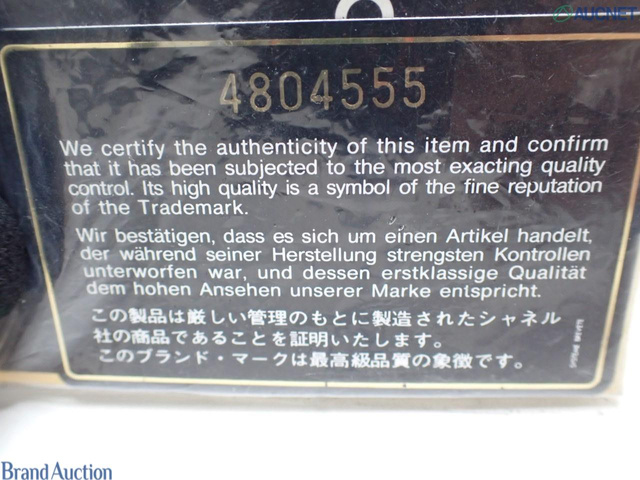 AUCNET
4804555
We certify the authenticity of this item and confirm
that it has been subjected to the most exacting quality
control. Its high quality is a symbol of the fine reputation
of the Trademark.
Wir bestätigen, dass es sich um einen Artikel handelt,
der während seiner Herstellung strengsten Kontrollen
unterworfen war, und dessen erstklassige Qualität
dem hohen Ansehen unserer Marke entspricht.
この製品は厳しい管理のもとに製造されたシャネル
社の商品であることを証明いたします。
このブランド・マークは最高級品質の象徴です。
Brand Auction